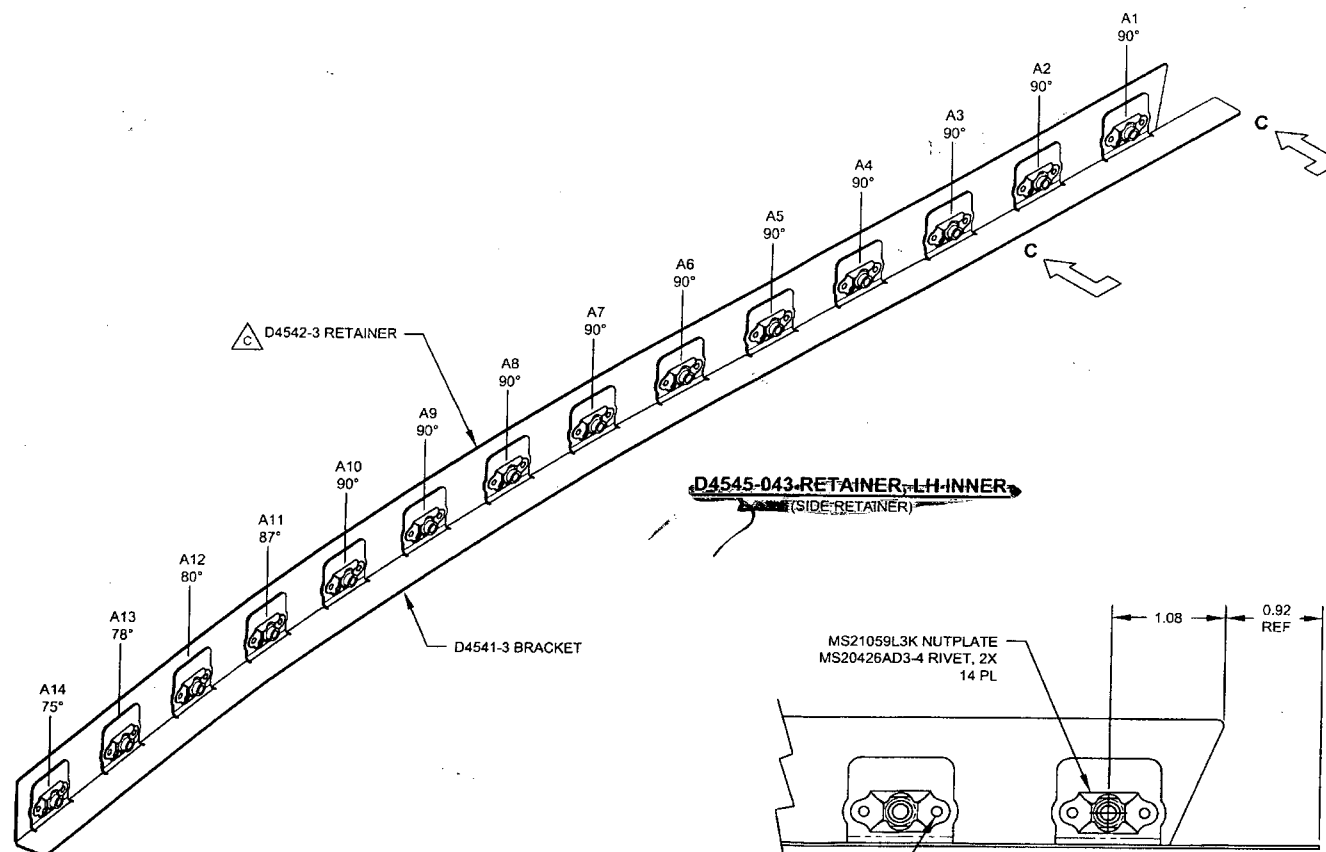 A1
90°
A2
90°
A3
90°
A4
90°
A5
90°
A6
90°
A7
90°
A8
90°
A9
90°
A10
90°
A11
87°
A12
80°
A13
78°
A14
75°
C
C
C D4542-3 RETAINER
D4541-3 BRACKET
D4545-043 RETAINER, LH INNER
(SIDE RETAINER)
MS21059L3K NUTPLATE
MS20426AD3-4 RIVET, 2X
14 PL
1.08
0.92
REF